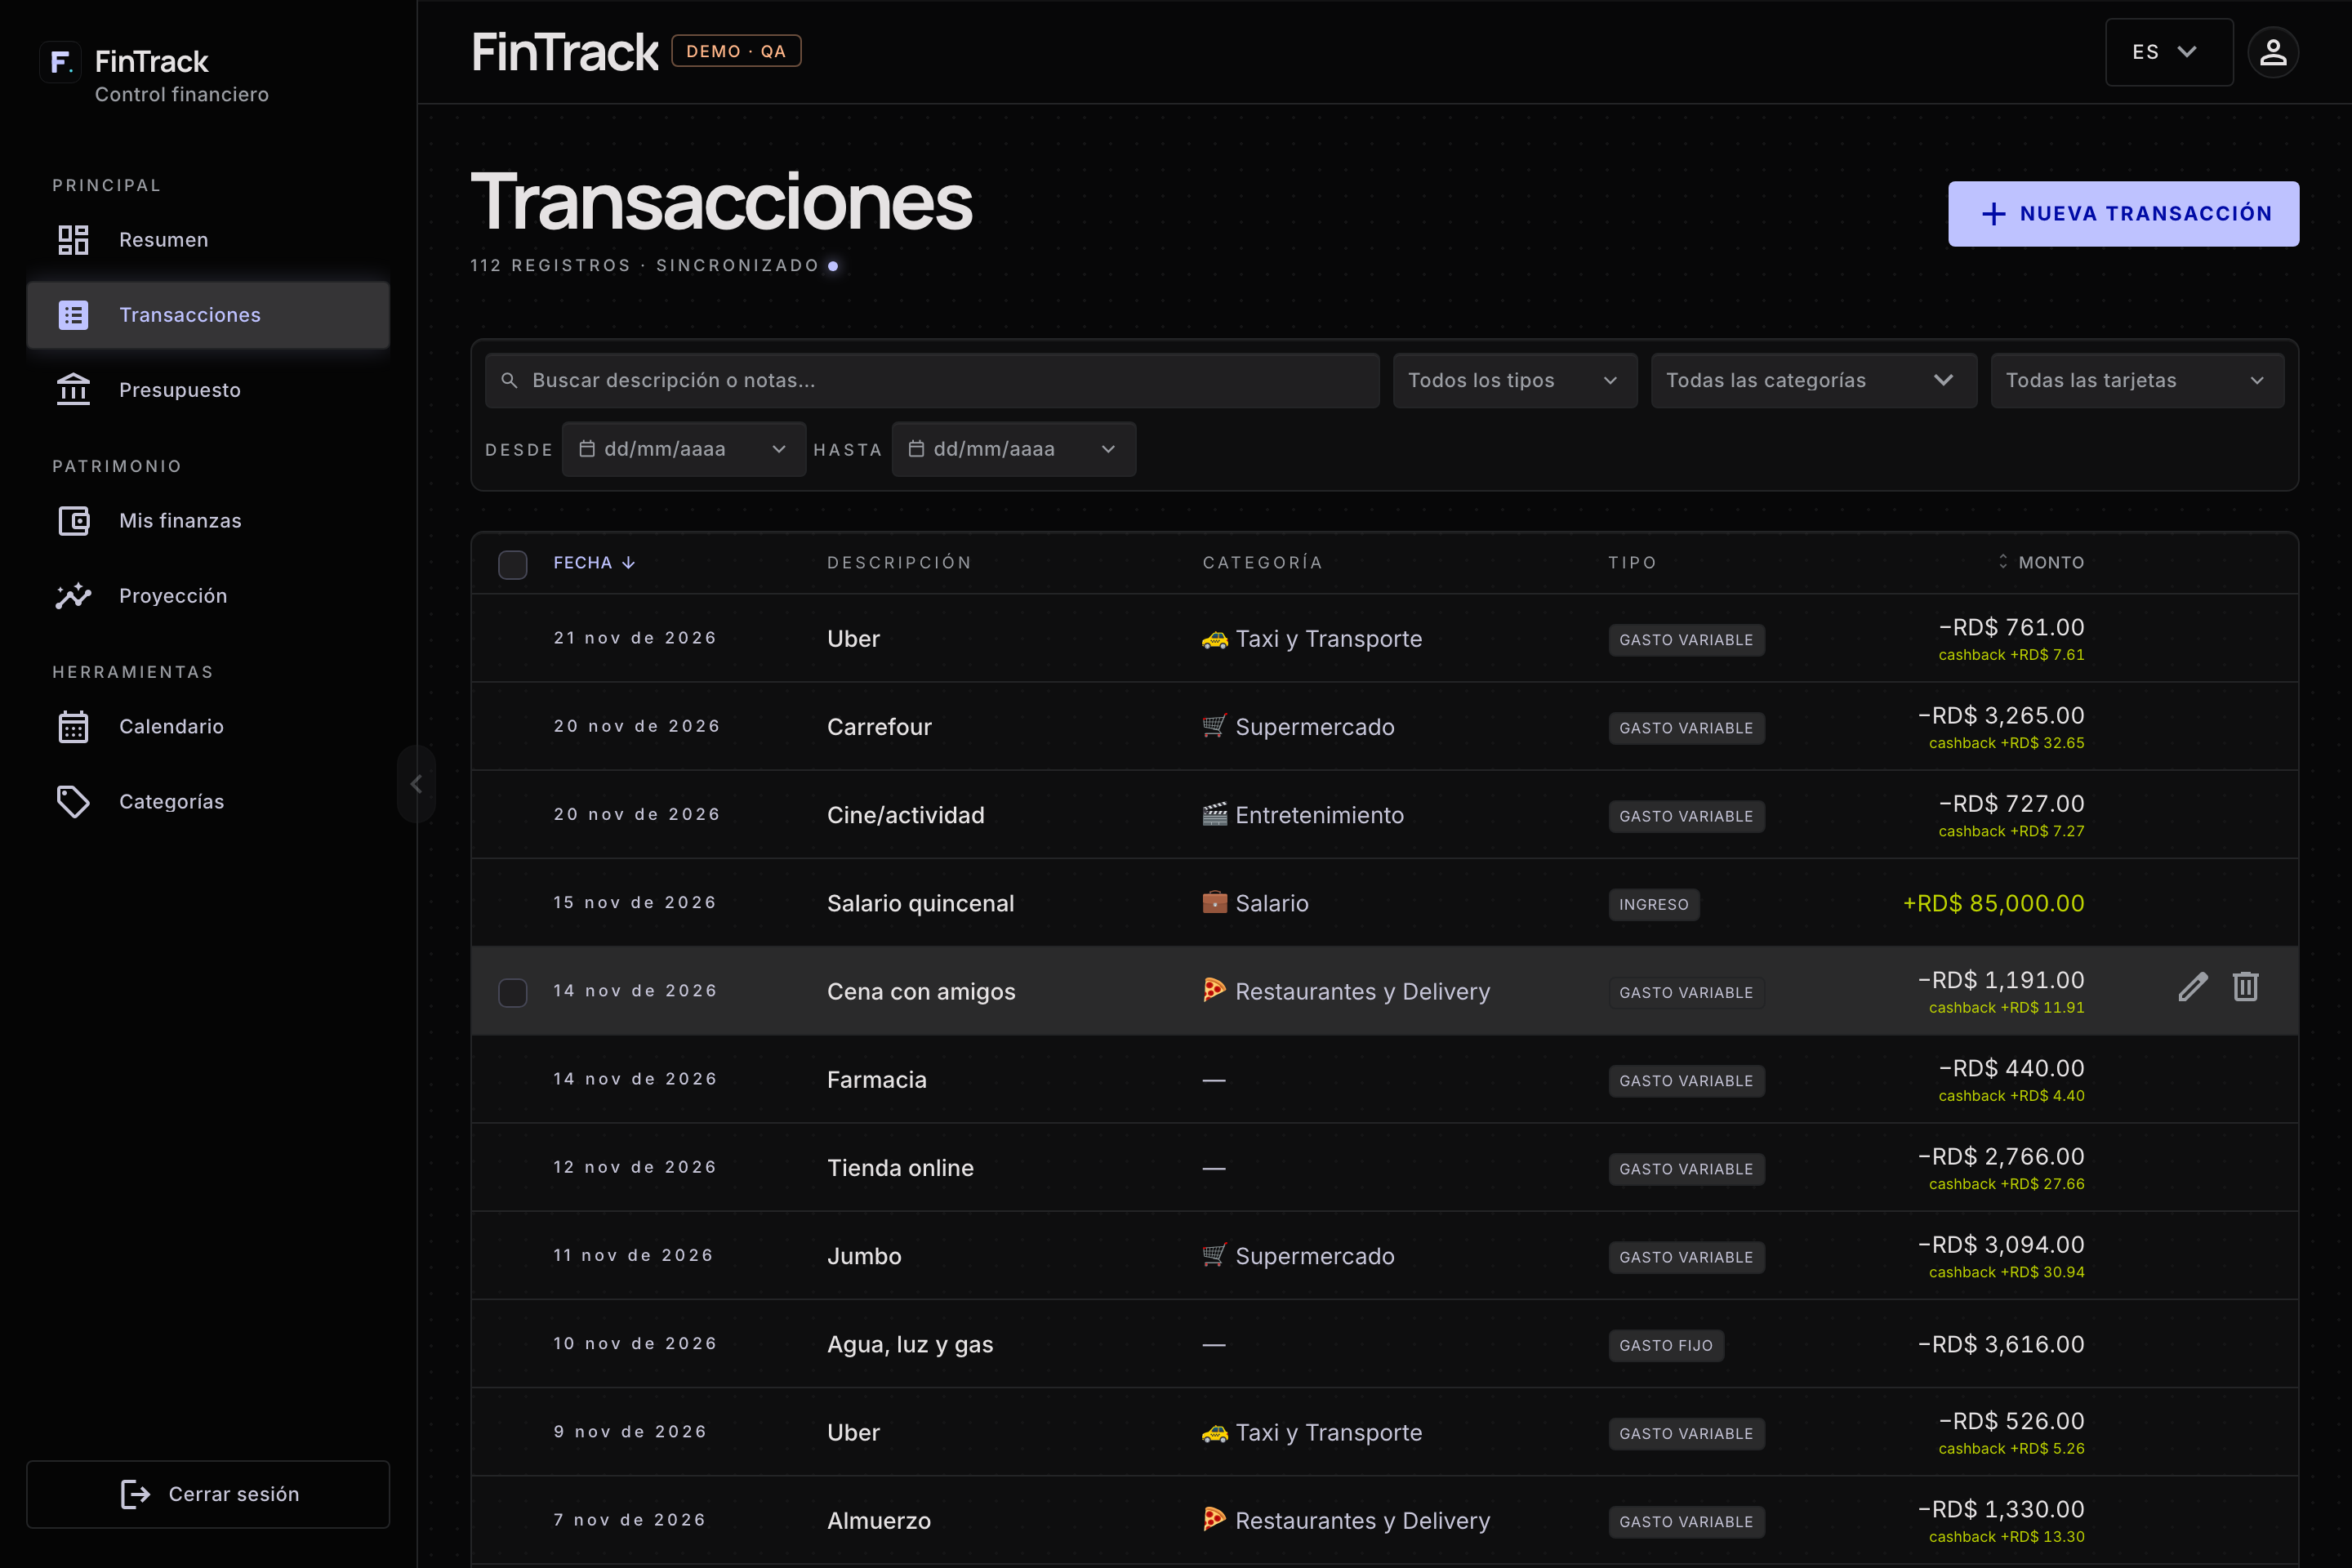 F.
FinTrack
Control financiero
PRINCIPAL
Resumen
Transacciones
Presupuesto
PATRIMONIO
Mis finanzas
Proyección
HERRAMIENTAS
Calendario
Categorías
Cerrar sesión
FinTrack DEMO · QA
ES
Transacciones
112 REGISTROS · SINCRONIZADO
NUEVA TRANSACCIÓN
Buscar descripción o notas... Todos los tipos Todas las categorías Todas las tarjetas
DESDE dd/mm/aaaa HASTA dd/mm/aaaa
FECHA ↓ DESCRIPCIÓN CATEGORÍA TIPO MONTO
21 nov de 2026 Uber Taxi y Transporte GASTO VARIABLE −RD$ 761.00
cashback +RD$ 7.61
20 nov de 2026 Carrefour Supermercado GASTO VARIABLE −RD$ 3,265.00
cashback +RD$ 32.65
20 nov de 2026 Cine/actividad Entretenimiento GASTO VARIABLE −RD$ 727.00
cashback +RD$ 7.27
15 nov de 2026 Salario quincenal Salario INGRESO +RD$ 85,000.00
14 nov de 2026 Cena con amigos Restaurantes y Delivery GASTO VARIABLE −RD$ 1,191.00
cashback +RD$ 11.91
14 nov de 2026 Farmacia — GASTO VARIABLE −RD$ 440.00
cashback +RD$ 4.40
12 nov de 2026 Tienda online — GASTO VARIABLE −RD$ 2,766.00
cashback +RD$ 27.66
11 nov de 2026 Jumbo Supermercado GASTO VARIABLE −RD$ 3,094.00
cashback +RD$ 30.94
10 nov de 2026 Agua, luz y gas — GASTO FIJO −RD$ 3,616.00
9 nov de 2026 Uber Taxi y Transporte GASTO VARIABLE −RD$ 526.00
cashback +RD$ 5.26
7 nov de 2026 Almuerzo Restaurantes y Delivery GASTO VARIABLE −RD$ 1,330.00
cashback +RD$ 13.30